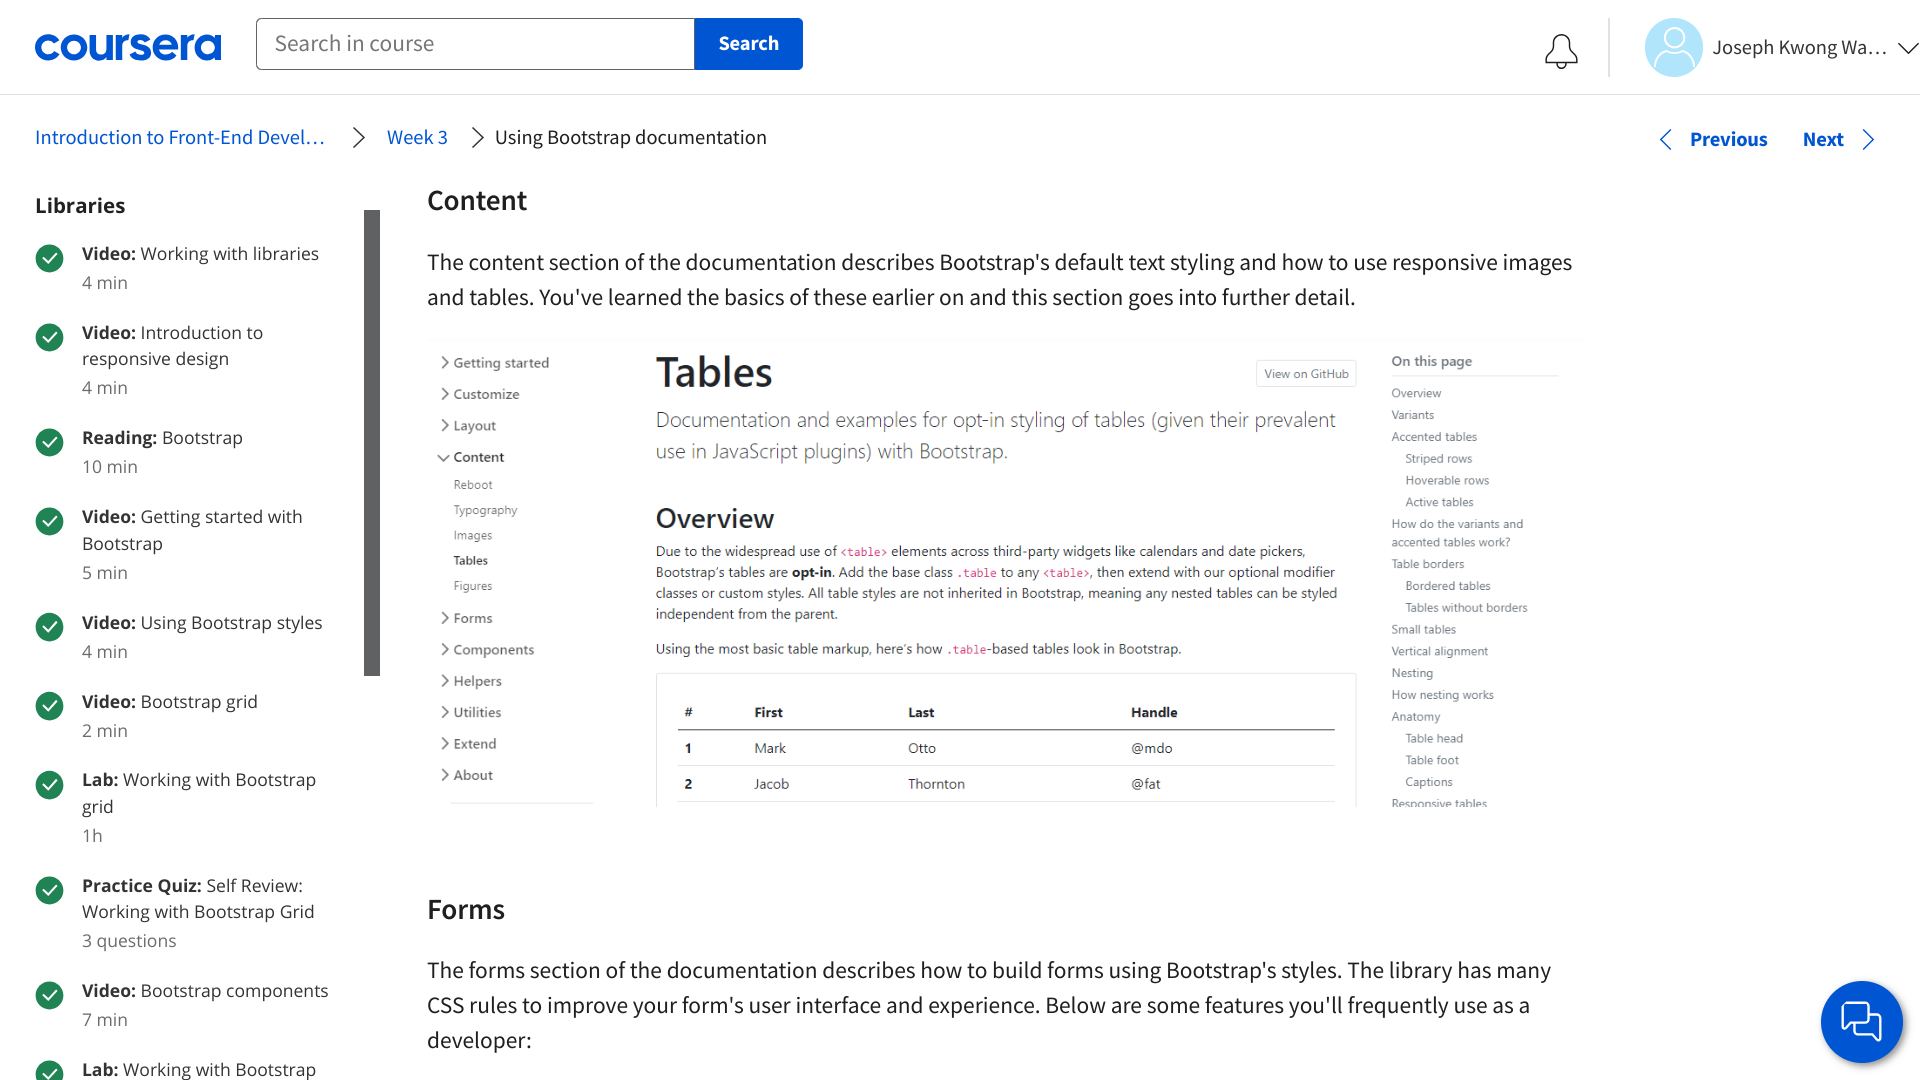 coursera
Search in course
Search
Joseph Kwong Wa...
Introduction to Front-End Devel...
Week 3
Using Bootstrap documentation
Previous
Next
Libraries
Video: Working with libraries
4 min
Video: Introduction to
responsive design
4 min
Reading: Bootstrap
10 min
Video: Getting started with
Bootstrap
5 min
Video: Using Bootstrap styles
4 min
Video: Bootstrap grid
2 min
Lab: Working with Bootstrap
grid
1h
Practice Quiz: Self Review:
Working with Bootstrap Grid
3 questions
Video: Bootstrap components
7 min
Lab: Working with Bootstrap
Content
The content section of the documentation describes Bootstrap's default text styling and how to use responsive images
and tables. You've learned the basics of these earlier on and this section goes into further detail.
Getting started
Customize
Layout
Content
Reboot
Typography
Images
Tables
Figures
Forms
Components
Helpers
Utilities
Extend
About
Tables
View on GitHub
Documentation and examples for opt-in styling of tables (given their prevalent
use in JavaScript plugins) with Bootstrap.
Overview
Due to the widespread use of <table> elements across third-party widgets like calendars and date pickers,
Bootstrap's tables are opt-in. Add the base class .table to any <table>, then extend with our optional modifier
classes or custom styles. All table styles are not inherited in Bootstrap, meaning any nested tables can be styled
independent from the parent.
Using the most basic table markup, here's how .table-based tables look in Bootstrap.
# First Last Handle
1 Mark Otto @mdo
2 Jacob Thornton @fat
On this page
Overview
Variants
Accented tables
Striped rows
Hoverable rows
Active tables
How do the variants and
accented tables work?
Table borders
Bordered tables
Tables without borders
Small tables
Vertical alignment
Nesting
How nesting works
Anatomy
Table head
Table foot
Captions
Responsive tables
Forms
The forms section of the documentation describes how to build forms using Bootstrap's styles. The library has many
CSS rules to improve your form's user interface and experience. Below are some features you'll frequently use as a
developer: